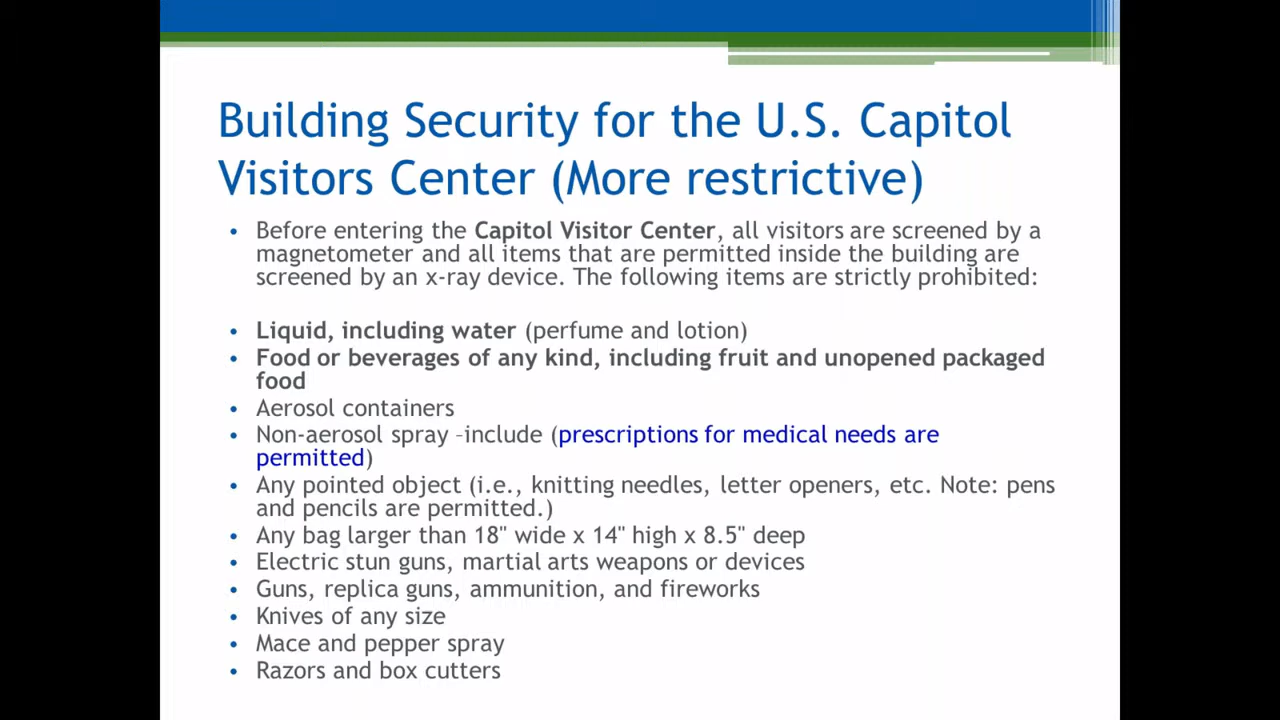 Building Security for the U.S. Capitol
Visitors Center (More restrictive)
• Before entering the Capitol Visitor Center, all visitors are screened by a
magnetometer and all items that are permitted inside the building are
screened by an x-ray device. The following items are strictly prohibited:
• Liquid, including water (perfume and lotion)
• Food or beverages of any kind, including fruit and unopened packaged
food
• Aerosol containers
• Non-aerosol spray –include (prescriptions for medical needs are
permitted)
• Any pointed object (i.e., knitting needles, letter openers, etc. Note: pens
and pencils are permitted.)
• Any bag larger than 18" wide x 14" high x 8.5" deep
• Electric stun guns, martial arts weapons or devices
• Guns, replica guns, ammunition, and fireworks
• Knives of any size
• Mace and pepper spray
• Razors and box cutters